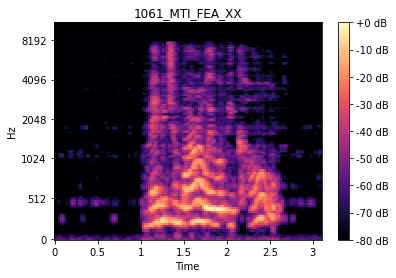 1061_MTI_FEA_XX
+0 dB
8192
-10 dB
4096
-20 dB
-30 dB
2048
Hz
-40 dB
1024
-50 dB
512
-60 dB
-70 dB
0
-80 dB
0 0.5 1 1.5 2 2.5 3
Time